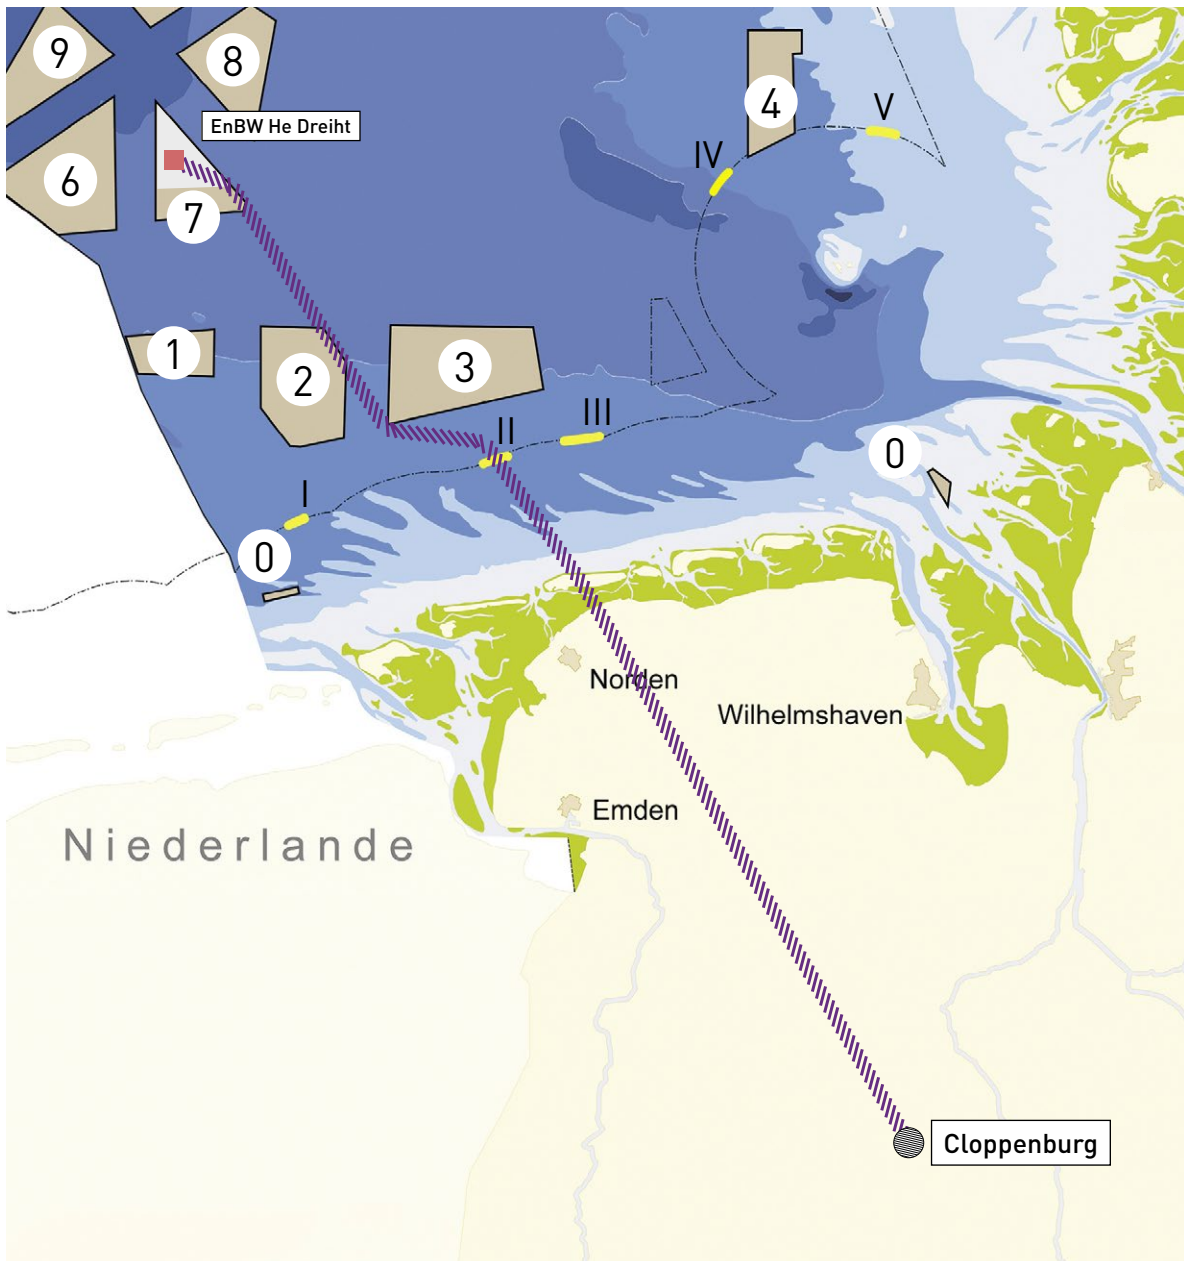 9
8
4
V
EnBW He Dreiht
IV
6
7
1
2
3
III
II
0
I
0
Norden
Wilhelmshaven
Emden
Niederlande
Cloppenburg